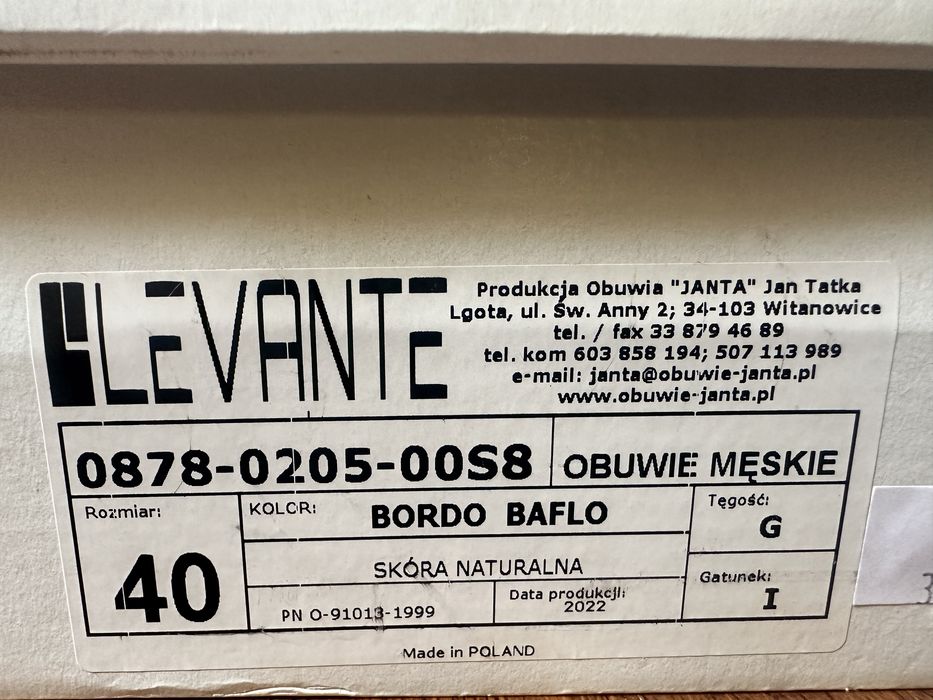 LEVANTE
Produkcja Obuwia "JANTA" Jan Tatka
Lgota, ul. Św. Anny 2; 34-103 Witanowice
tel. / fax 33 879 46 89
tel. kom 603 858 194; 507 113 989
e-mail: janta@obuwie-janta.pl
www.obuwie-janta.pl
0878-0205-00S8
OBUWIE MĘSKIE
Rozmiar:
40
KOLOR:
BORDO BAFLO
SKÓRA NATURALNA
PN O-91013-1999
Data produkcji:
2022
Tęgość:
G
Gatunek:
I
Made in POLAND